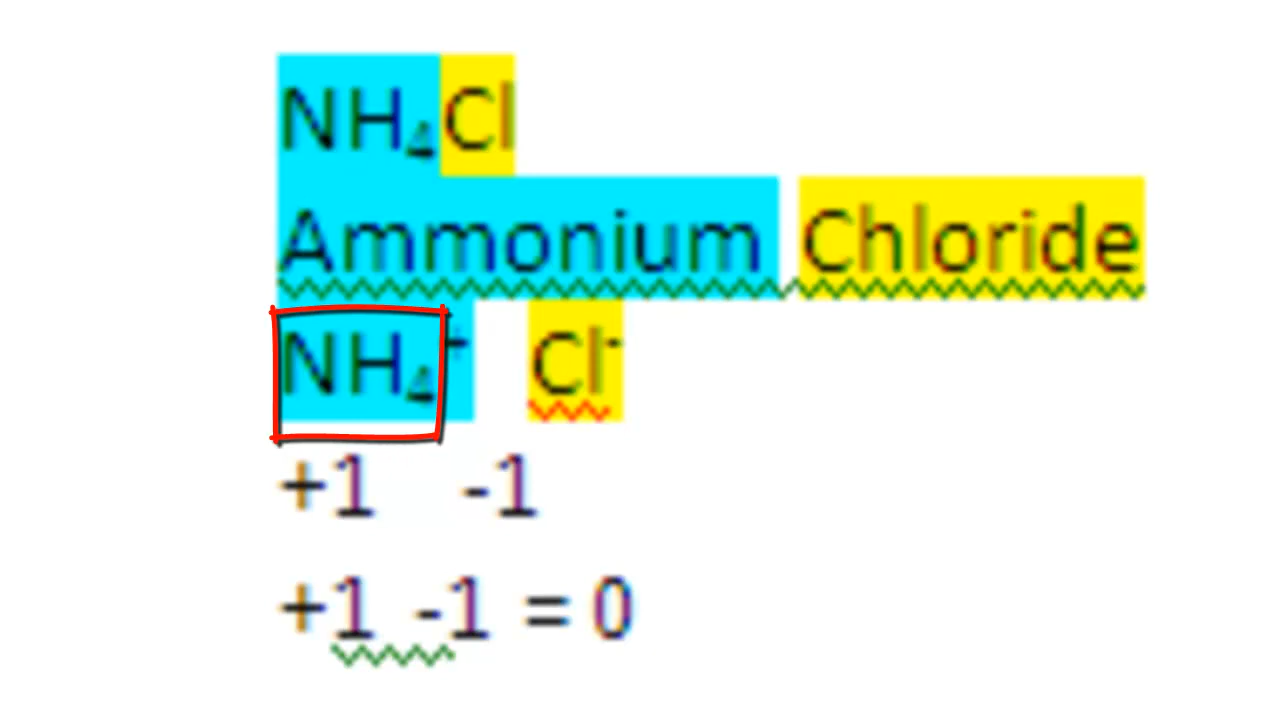 NH₄Cl
Ammonium Chloride
NH₄⁺ Cl⁻
+1 -1
+1 -1 = 0